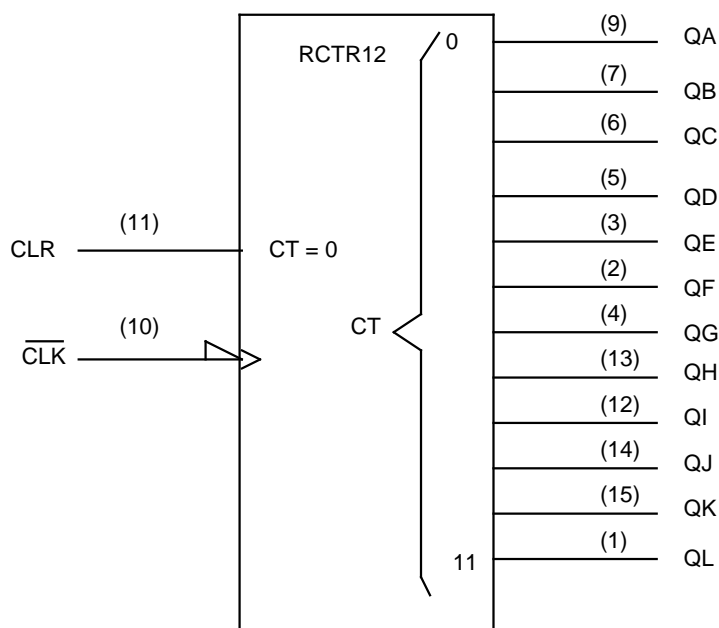 RCTR12
0
(9) QA
(7) QB
(6) QC
(5) QD
(11)
CLR
CT = 0
(3) QE
(2) QF
(10)
CLK
CT
(4) QG
(13) QH
(12) QI
(14) QJ
(15) QK
11
(1) QL